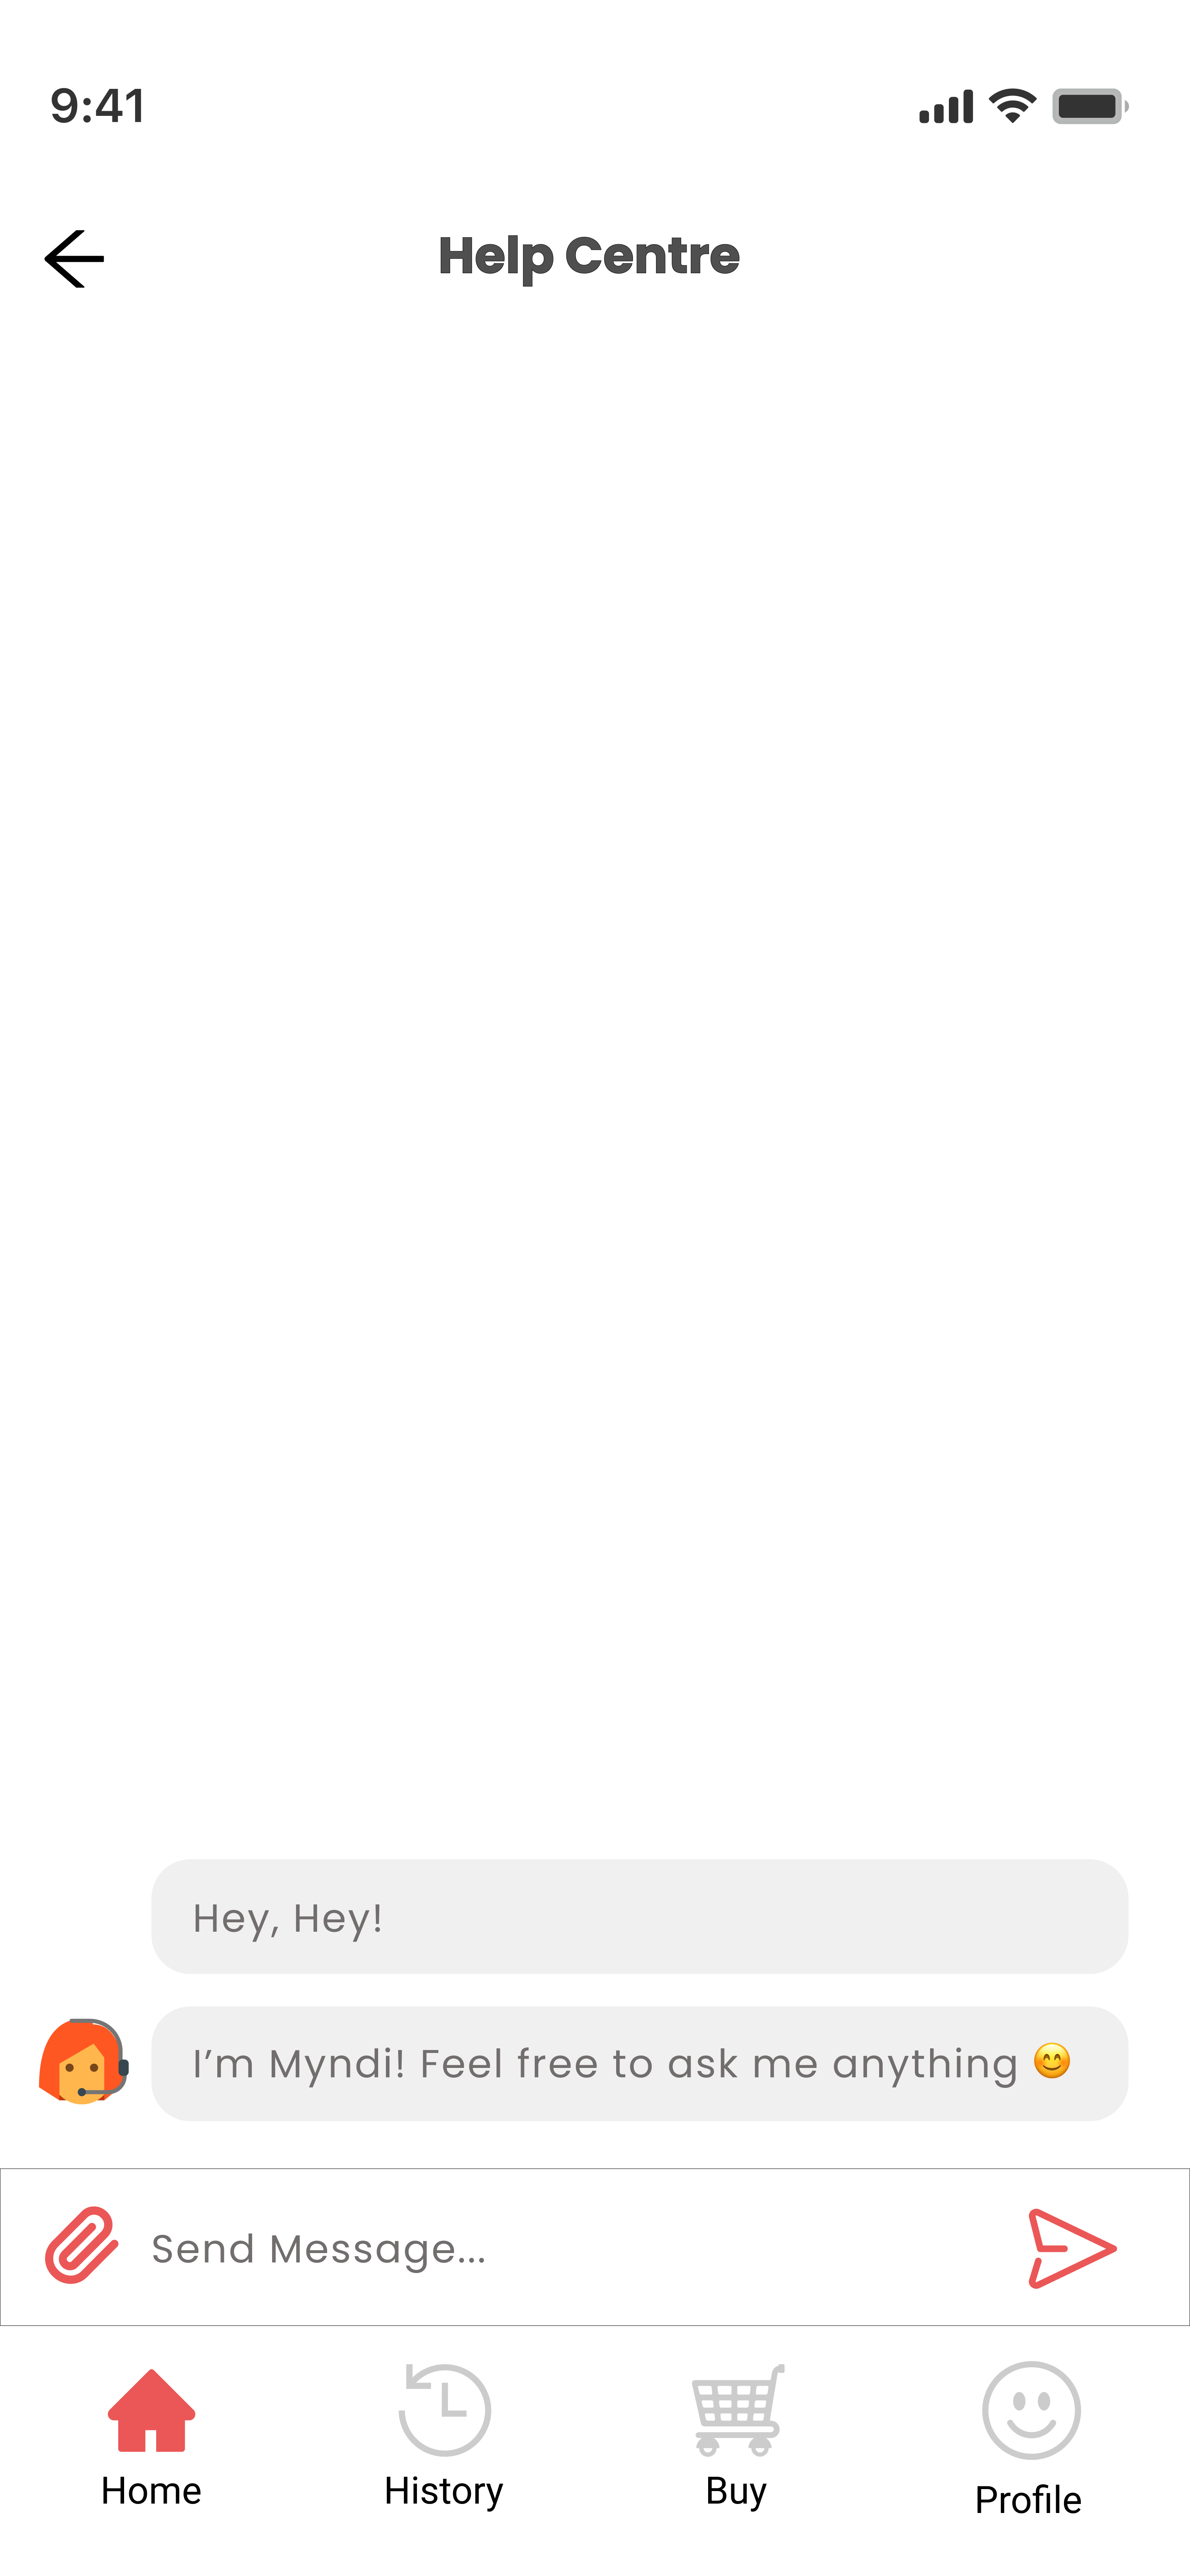 9:41
Help Centre
Hey, Hey!
I’m Myndi! Feel free to ask me anything 😊
Send Message...
Home
History
Buy
Profile